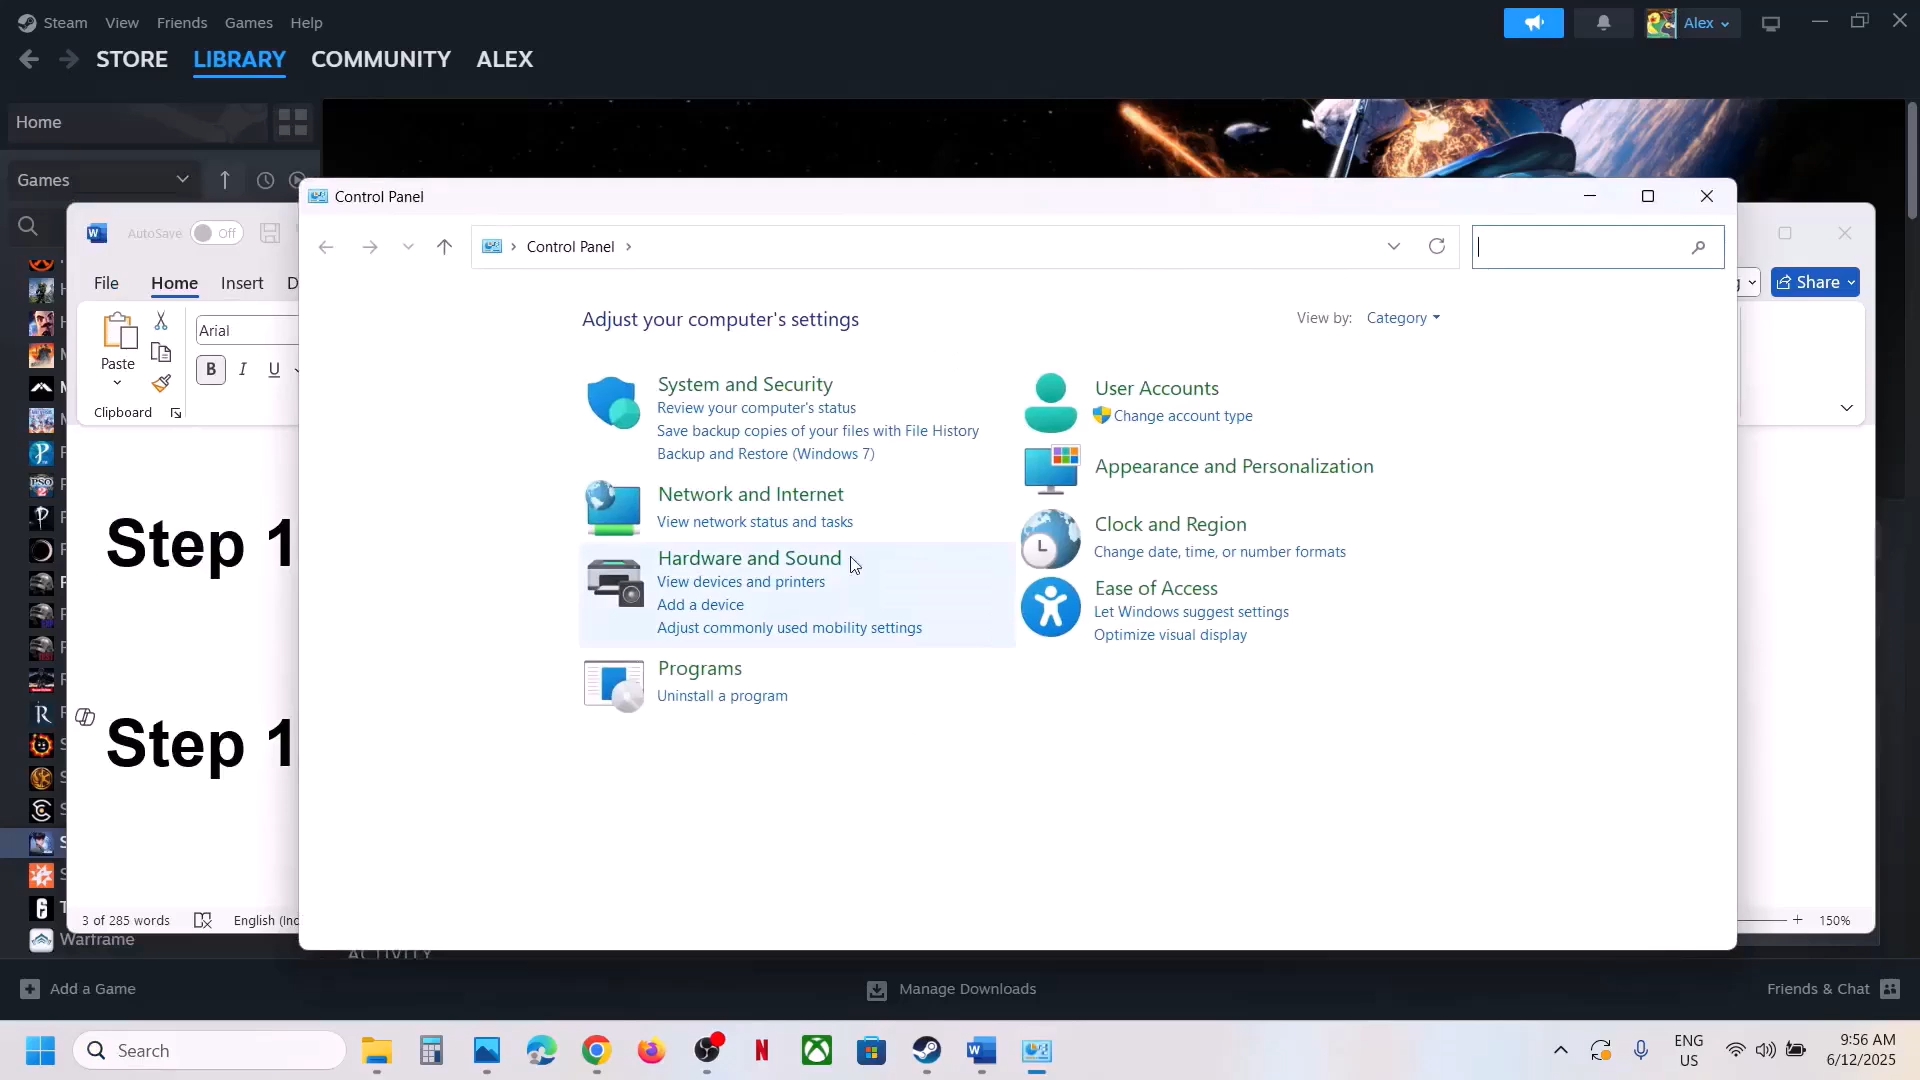 Steam View Friends Games Help
Alex
STORE LIBRARY COMMUNITY ALEX
Home
Games
Control Panel
AutoSave Off
Control Panel
File Home Insert D
Share
Paste
Arial
B I U
Clipboard
Adjust your computer's settings
View by: Category
System and Security
Review your computer's status
Save backup copies of your files with File History
Backup and Restore (Windows 7)
Network and Internet
View network status and tasks
Hardware and Sound
View devices and printers
Add a device
Adjust commonly used mobility settings
Programs
Uninstall a program
User Accounts
Change account type
Appearance and Personalization
Clock and Region
Change date, time, or number formats
Ease of Access
Let Windows suggest settings
Optimize visual display
Step 1
Step 1
3 of 285 words English (Ind
150%
Warframe
ACTIVITY
Add a Game
Manage Downloads
Friends & Chat
Search
ENG
US
9:56 AM
6/12/2025